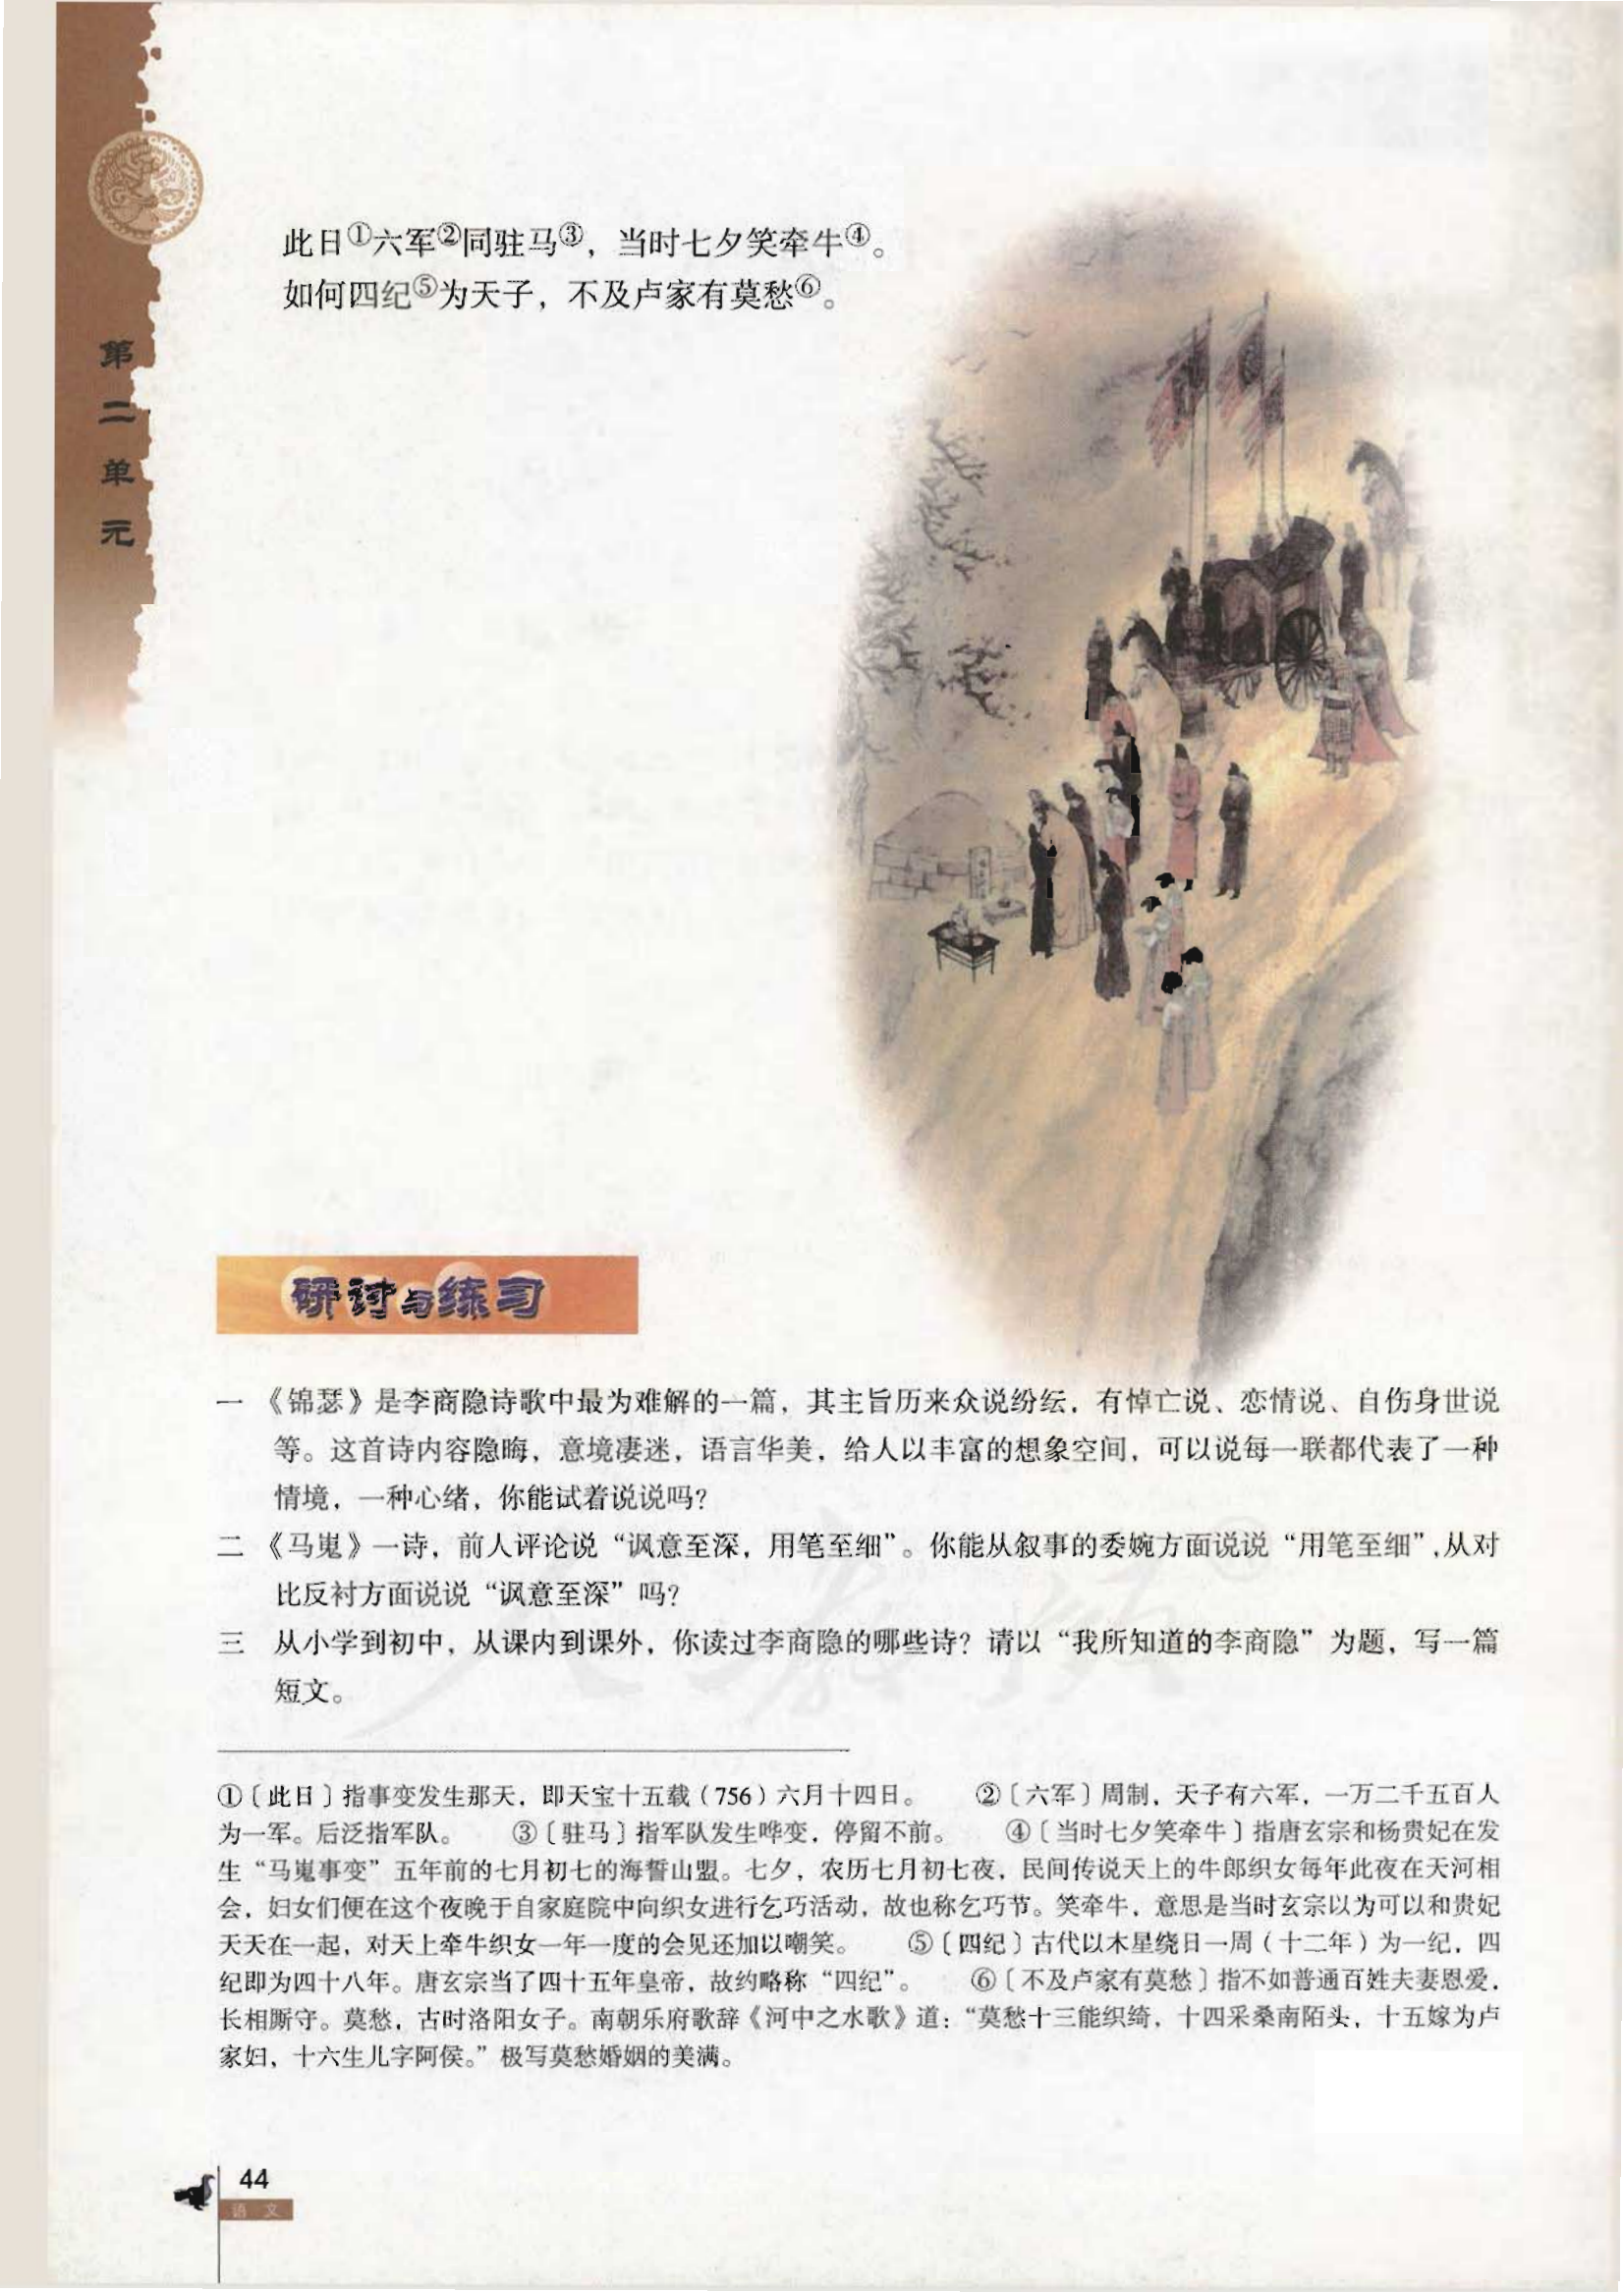 第二单元
此日①六军②同驻马③，当时七夕笑牵牛④。
如何四纪⑤为天子，不及卢家有莫愁⑥。
研讨与练习
一 《锦瑟》是李商隐诗歌中最为难解的一篇，其主旨历来众说纷纭，有悼亡说、恋情说、自伤身世说
等。这首诗内容隐晦，意境凄迷，语言华美，给人以丰富的想象空间，可以说每一联都代表了一种
情境，一种心绪，你能试着说说吗？
二 《马嵬》一诗，前人评论说“讽意至深，用笔至细”。你能从叙事的委婉方面说说“用笔至细”，从对
比反衬方面说说“讽意至深”吗？
三 从小学到初中，从课内到课外，你读过李商隐的哪些诗？请以“我所知道的李商隐”为题，写一篇
短文。
①〔此日〕指事变发生那天，即天宝十五载（756）六月十四日。 ②〔六军〕周制，天子有六军，一万二千五百人
为一军。后泛指军队。 ③〔驻马〕指军队发生哗变，停留不前。 ④〔当时七夕笑牵牛〕指唐玄宗和杨贵妃在发
生“马嵬事变”五年前的七月初七的海誓山盟。七夕，农历七月初七夜，民间传说天上的牛郎织女每年此夜在天河相
会，妇女们便在这个夜晚于自家庭院中向织女进行乞巧活动，故也称乞巧节。笑牵牛，意思是当时玄宗以为可以和贵妃
天天在一起，对天上牵牛织女一年一度的会见还加以嘲笑。 ⑤〔四纪〕古代以木星绕日一周（十二年）为一纪，四
纪即为四十八年。唐玄宗当了四十五年皇帝，故约略称“四纪”。 ⑥〔不及卢家有莫愁〕指不如普通百姓夫妻恩爱，
长相厮守。莫愁，古时洛阳女子。南朝乐府歌辞《河中之水歌》道：“莫愁十三能织绮，十四采桑南陌头，十五嫁为卢
家妇，十六生儿字阿侯。”极写莫愁婚姻的美满。
44
语文